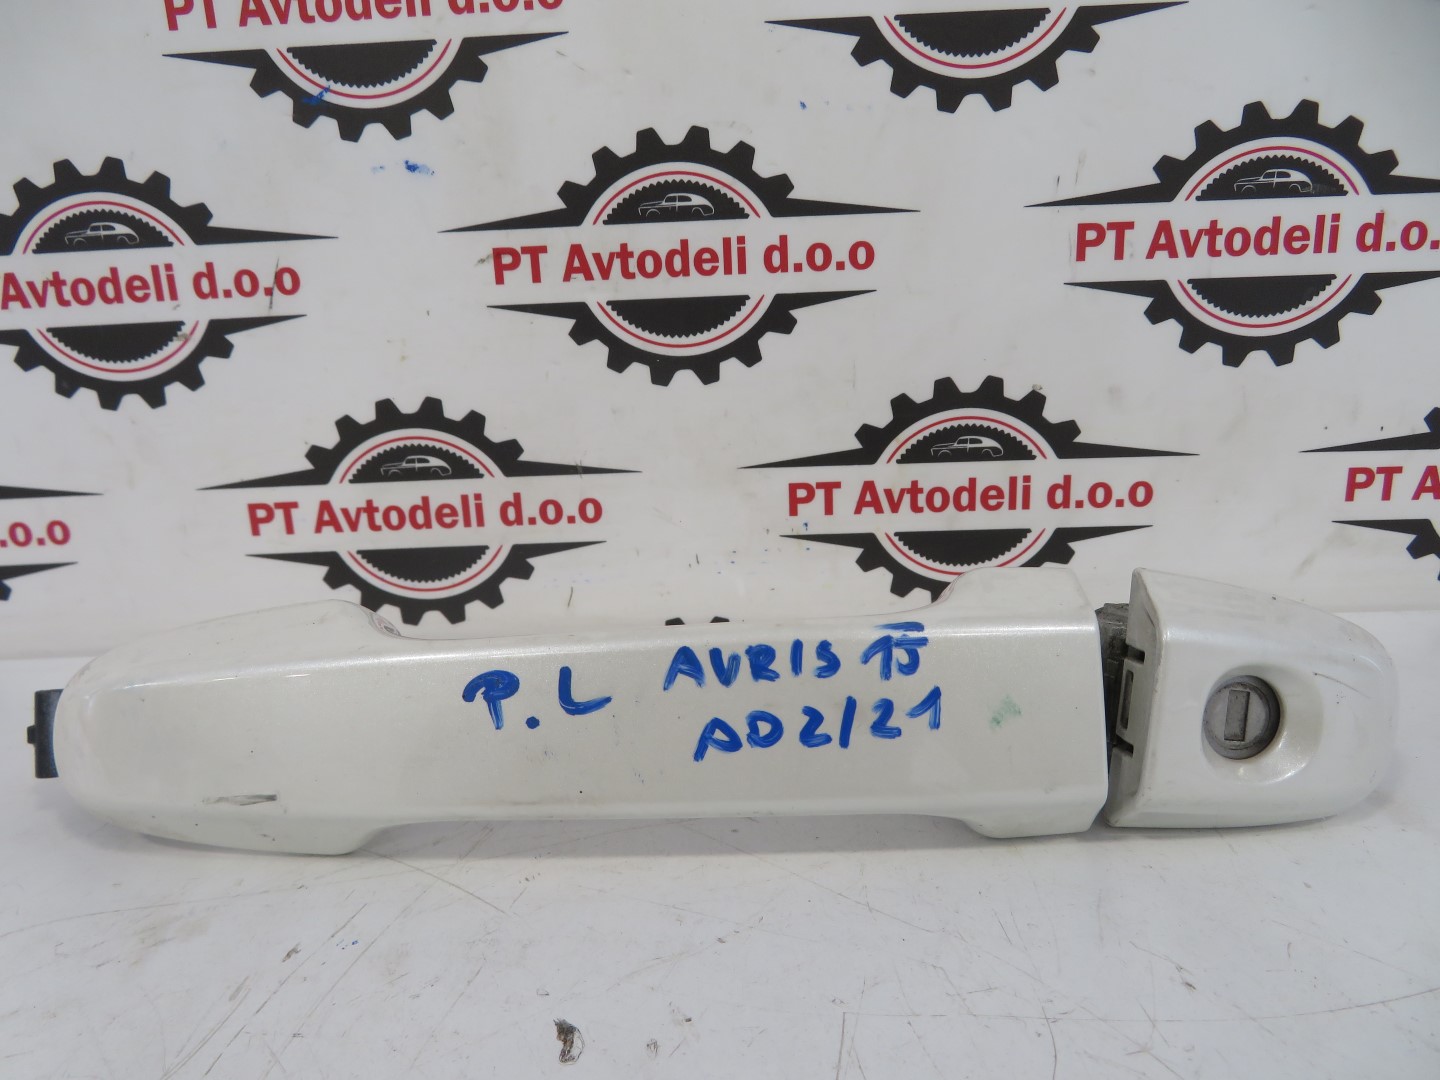 PT Avtodeli d.o.o
Avtodeli d.o.o
PT Avtodeli d.o.o
PT Avtodeli d.o.
.o.o
PT Avtodeli d.o.o
PT Avtodeli d.o.o
PT A
P.L AVRIS 15
AD2/21